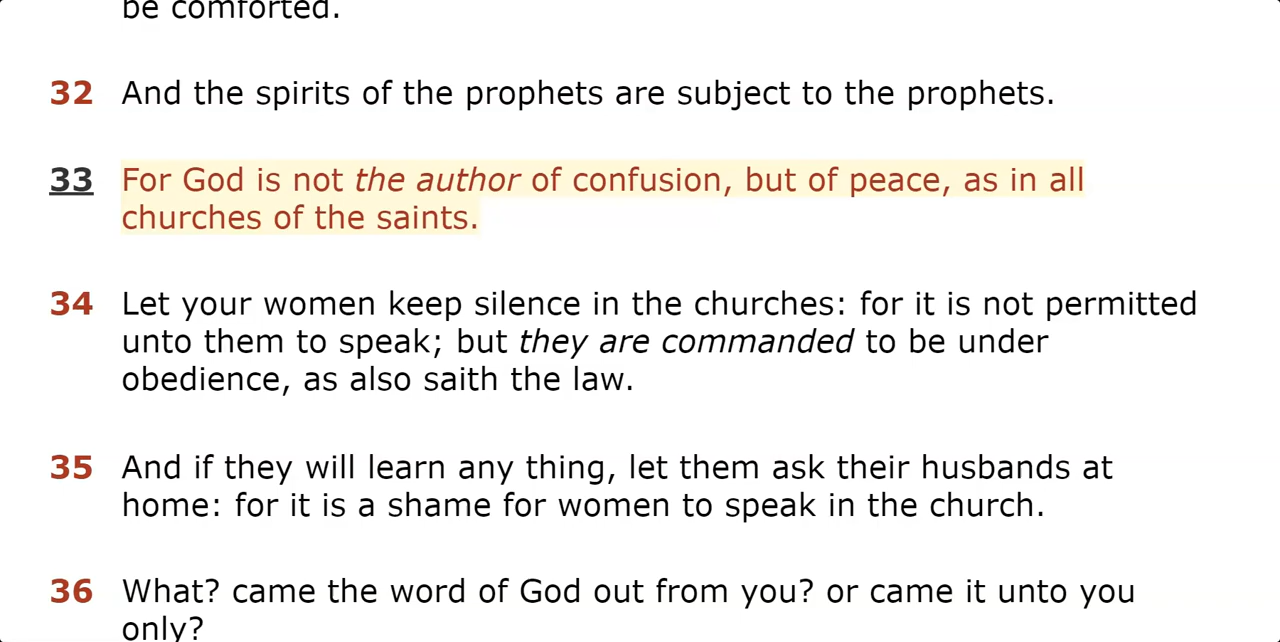 be comforted.
32 And the spirits of the prophets are subject to the prophets.
33 For God is not the author of confusion, but of peace, as in all
churches of the saints.
34 Let your women keep silence in the churches: for it is not permitted
unto them to speak; but they are commanded to be under
obedience, as also saith the law.
35 And if they will learn any thing, let them ask their husbands at
home: for it is a shame for women to speak in the church.
36 What? came the word of God out from you? or came it unto you
only?